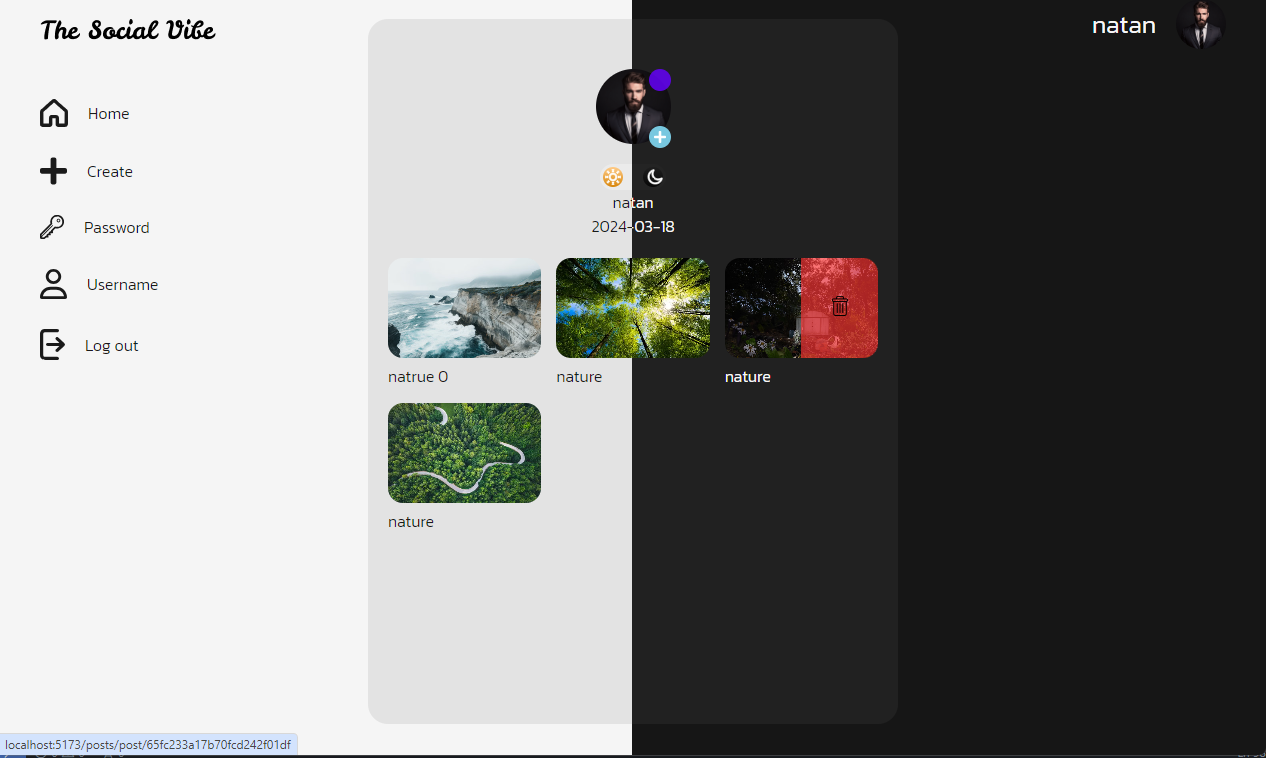 The Social Vibe
natan
Home
Create
Password
Username
Log out
natan
2024-03-18
natrue 0
nature
nature
nature
localhost:5173/posts/post/65fc233a17b70fcd242f01df